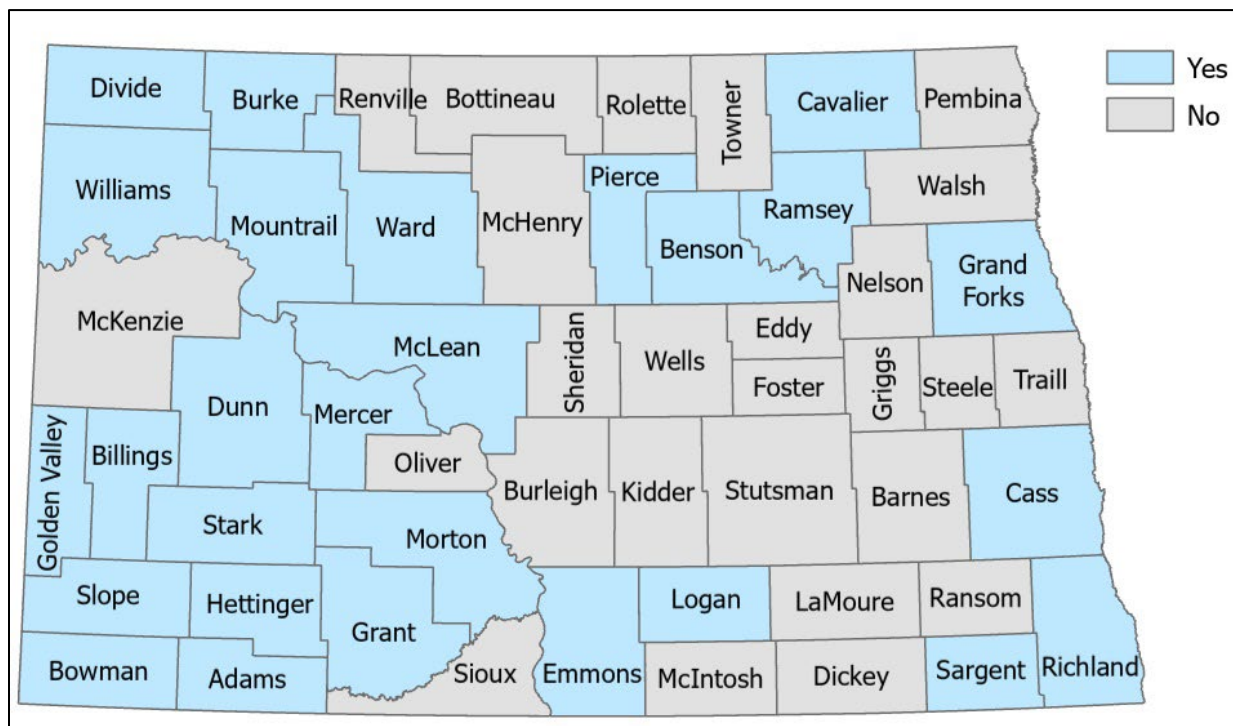 Yes
No
Divide
Burke
Renville
Bottineau
Rolette
Towner
Cavalier
Pembina
Williams
Mountrail
Ward
McHenry
Pierce
Benson
Ramsey
Walsh
Nelson
Grand
Forks
McKenzie
McLean
Sheridan
Wells
Eddy
Foster
Griggs
Steele
Traill
Dunn
Mercer
Oliver
Golden Valley
Billings
Burleigh
Kidder
Stutsman
Barnes
Cass
Stark
Morton
Slope
Hettinger
Grant
Logan
LaMoure
Ransom
Bowman
Adams
Sioux
Emmons
McIntosh
Dickey
Sargent
Richland